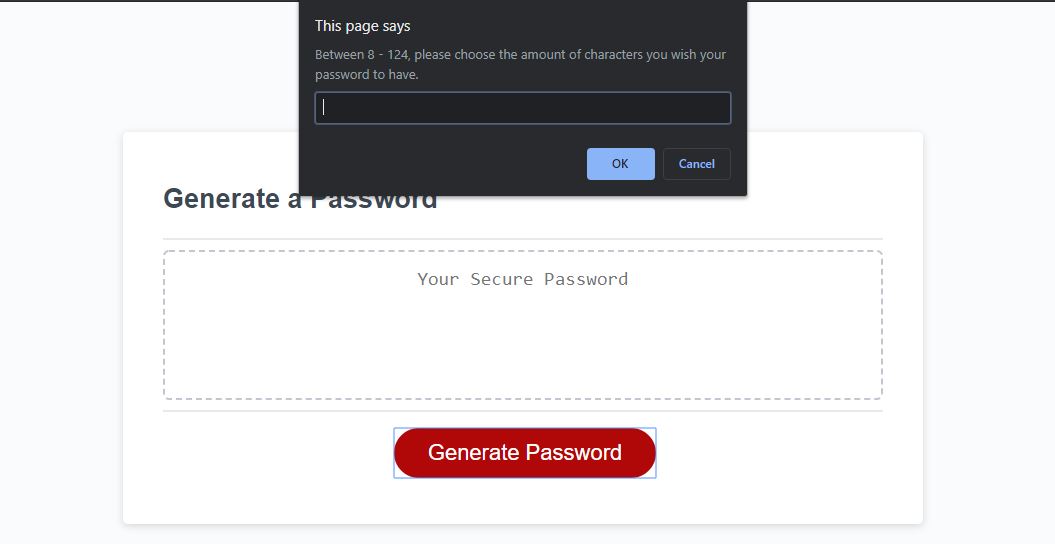 This page says
Between 8 - 124, please choose the amount of characters you wish your
password to have.
OK
Cancel
Generate a Password
Your Secure Password
Generate Password